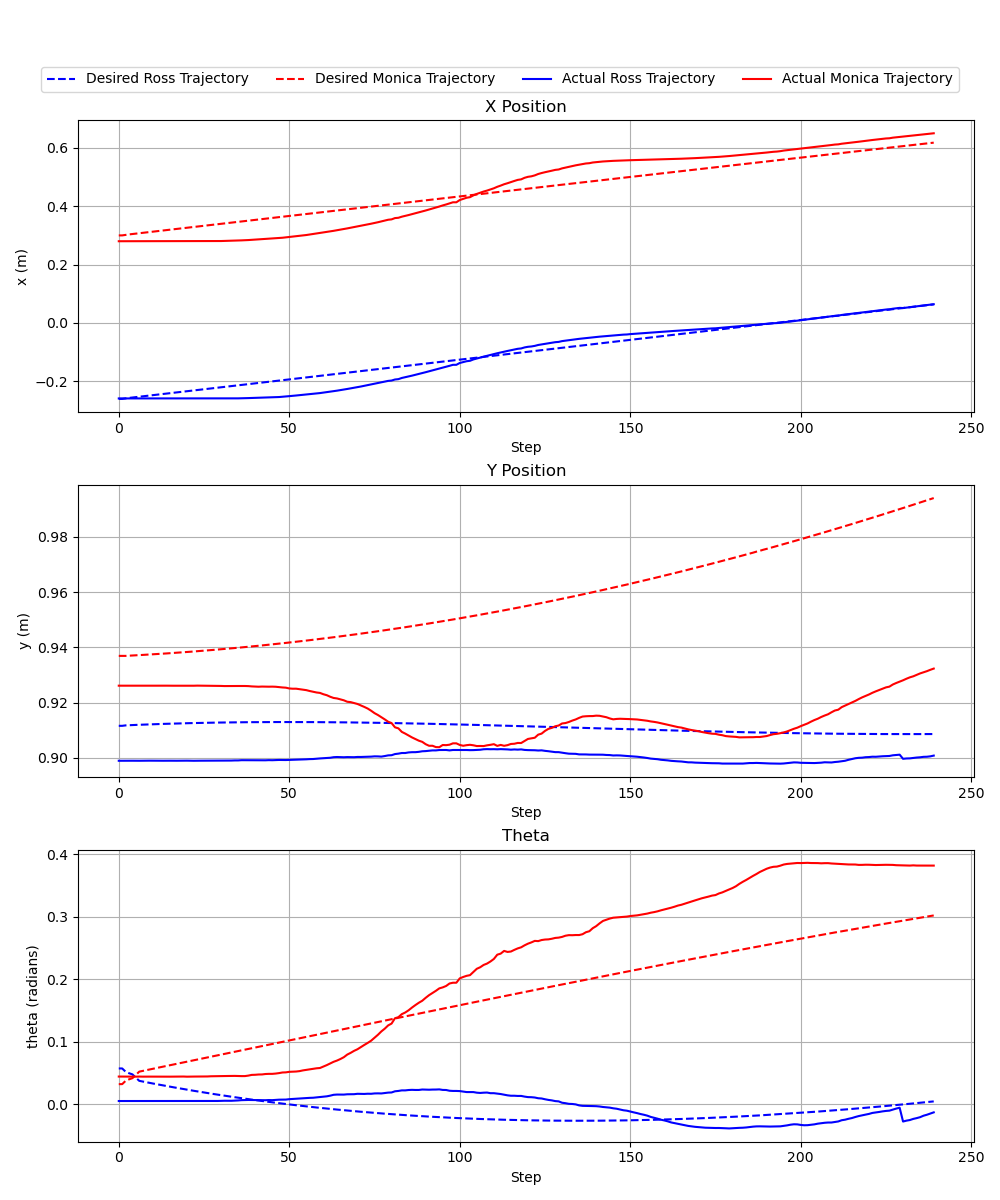 Desired Ross Trajectory Desired Monica Trajectory Actual Ross Trajectory Actual Monica Trajectory
X Position
0.6
0.4
0.2
0.0
−0.2
x (m)
0 50 100 150 200 250
Step
Y Position
0.98
0.96
0.94
0.92
0.90
y (m)
0 50 100 150 200 250
Step
Theta
0.4
0.3
0.2
0.1
0.0
theta (radians)
0 50 100 150 200 250
Step